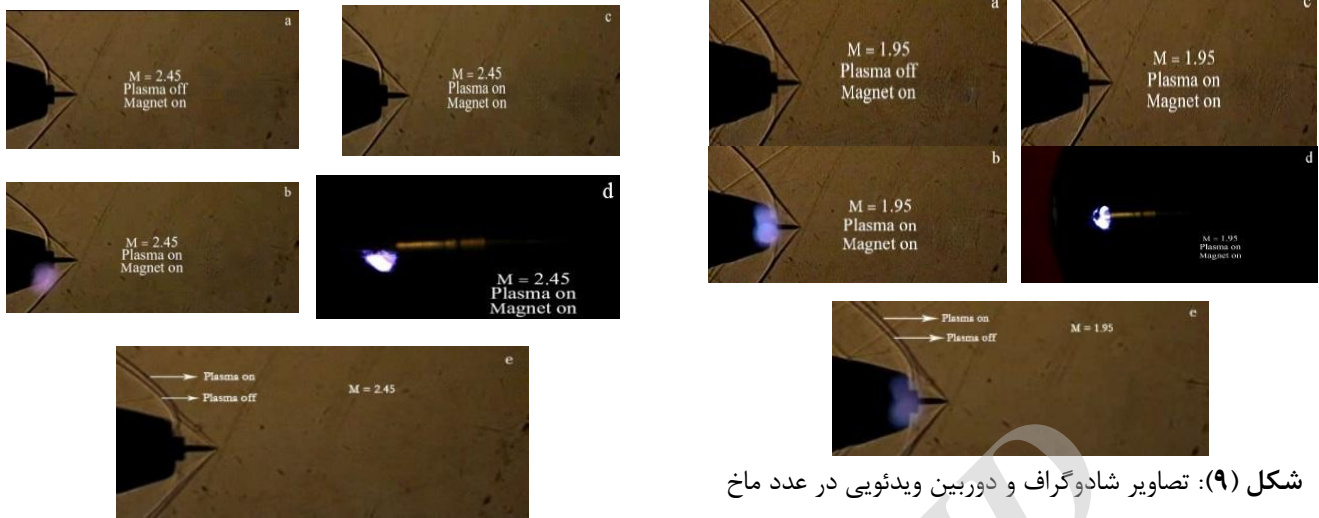 a
M = 2.45
Plasma off
Magnet on
c
M = 2.45
Plasma on
Magnet on
b
M = 2.45
Plasma on
Magnet on
d
M = 2.45
Plasma on
Magnet on
e
Plasma on
Plasma off
M = 2.45
a
M = 1.95
Plasma off
Magnet on
c
M = 1.95
Plasma on
Magnet on
b
M = 1.95
Plasma on
Magnet on
d
M = 1.95
Plasma on
Magnet on
e
Plasma on
Plasma off
M = 1.95
شکل (۹): تصاویر شادوگراف و دوربین ویدئویی در عدد ماخ